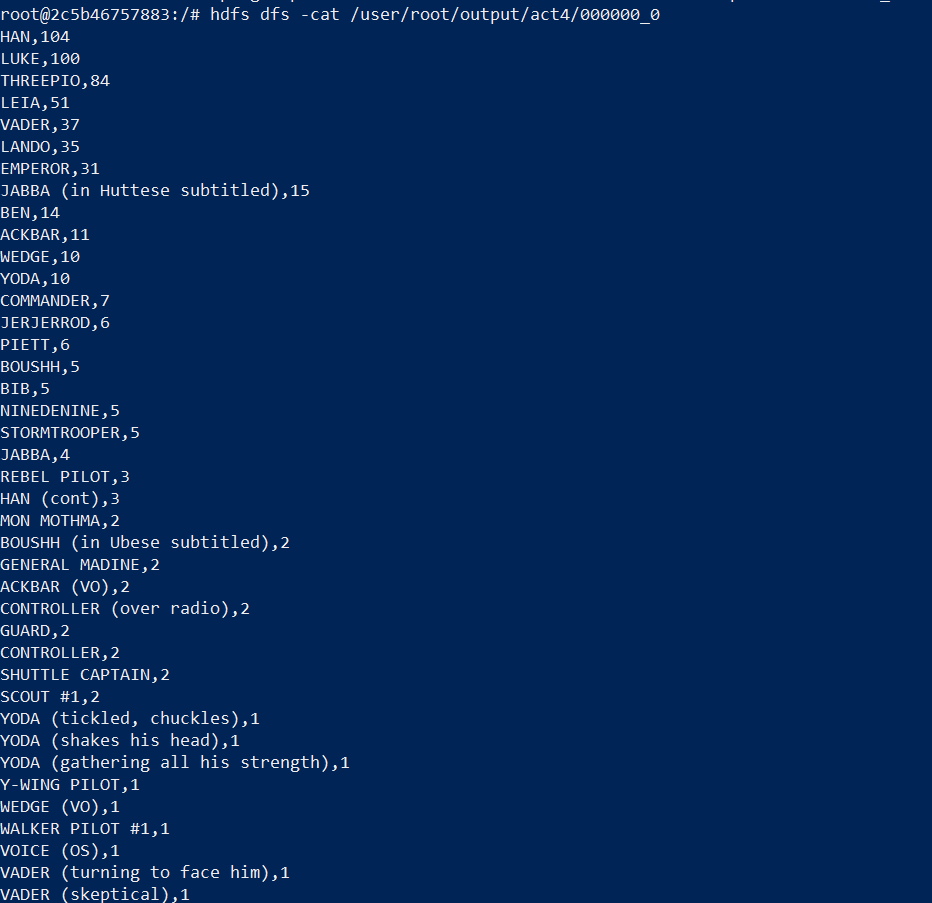 root@2c5b46757883:/# hdfs dfs -cat /user/root/output/act4/000000_0
HAN,104
LUKE,100
THREEPIO,84
LEIA,51
VADER,37
LANDO,35
EMPEROR,31
JABBA (in Huttese subtitled),15
BEN,14
ACKBAR,11
WEDGE,10
YODA,10
COMMANDER,7
JERJERROD,6
PIETT,6
BOUSHH,5
BIB,5
NINEDENINE,5
STORMTROOPER,5
JABBA,4
REBEL PILOT,3
HAN (cont),3
MON MOTHMA,2
BOUSHH (in Ubese subtitled),2
GENERAL MADINE,2
ACKBAR (VO),2
CONTROLLER (over radio),2
GUARD,2
CONTROLLER,2
SHUTTLE CAPTAIN,2
SCOUT #1,2
YODA (tickled, chuckles),1
YODA (shakes his head),1
YODA (gathering all his strength),1
Y-WING PILOT,1
WEDGE (VO),1
WALKER PILOT #1,1
VOICE (OS),1
VADER (turning to face him),1
VADER (skeptical),1